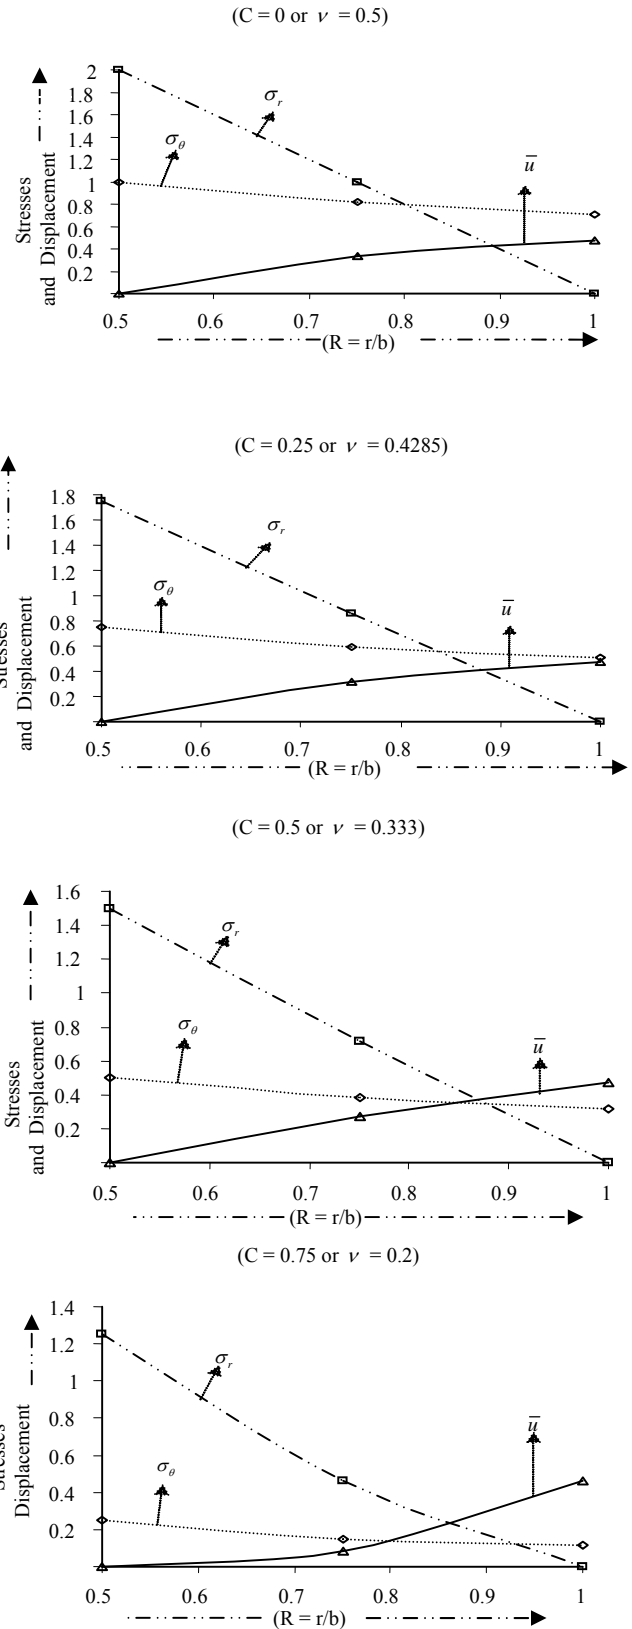 (C = 0 or ν = 0.5)
2
1.8
1.6
1.4
1.2
1
0.8
0.6
0.4
0.2
Stresses
and Displacement
σr
σθ
u̅
0.5 0.6 0.7 0.8 0.9 1
(R = r/b)
(C = 0.25 or ν = 0.4285)
1.8
1.6
1.4
1.2
1
0.8
0.6
0.4
0.2
Stresses
and Displacement
σr
σθ
u̅
0.5 0.6 0.7 0.8 0.9 1
(R = r/b)
(C = 0.5 or ν = 0.333)
1.6
1.4
1.2
1
0.8
0.6
0.4
0.2
Stresses
and Displacement
σr
σθ
u̅
0.5 0.6 0.7 0.8 0.9 1
(R = r/b)
(C = 0.75 or ν = 0.2)
1.4
1.2
1
0.8
0.6
0.4
0.2
Stresses
Displacement
σr
σθ
u̅
0.5 0.6 0.7 0.8 0.9 1
(R = r/b)